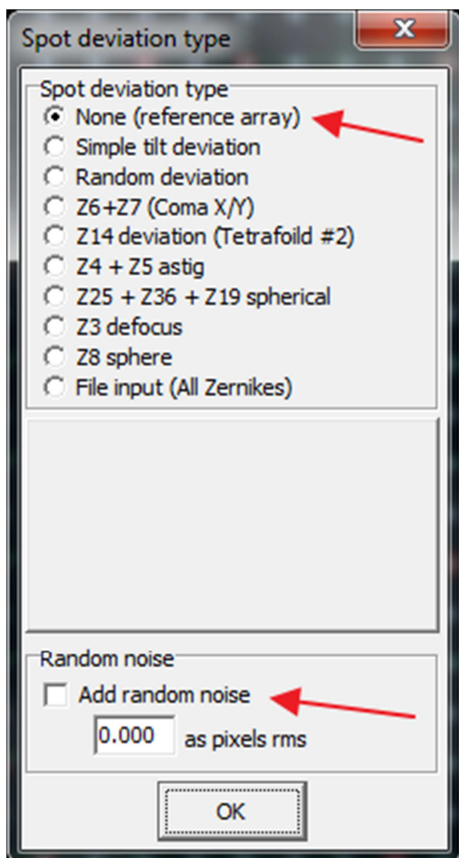 Spot deviation type
Spot deviation type
None (reference array)
Simple tilt deviation
Random deviation
Z6+Z7 (Coma X/Y)
Z14 deviation (Tetrafoild #2)
Z4 + Z5 astig
Z25 + Z36 + Z19 spherical
Z3 defocus
Z8 sphere
File input (All Zernikes)
Random noise
Add random noise
0.000 as pixels rms
OK